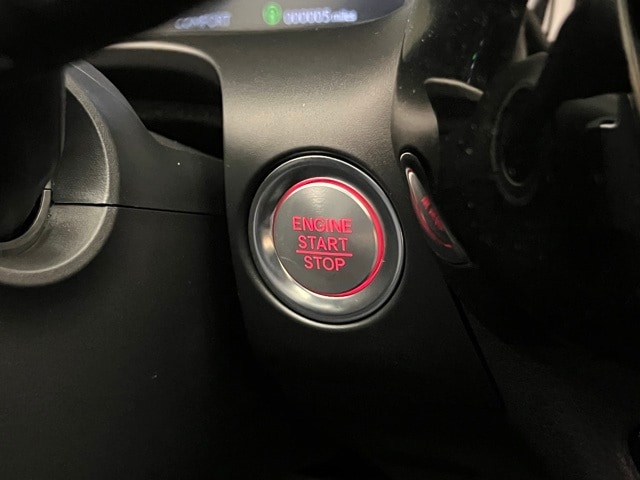 COMFORT 000005 miles
ENGINE
START
STOP